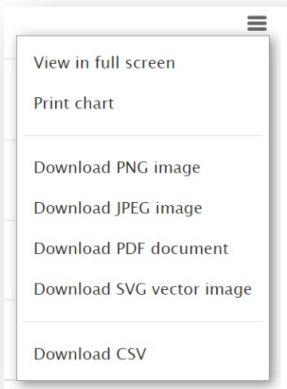 View in full screen
Print chart
Download PNG image
Download JPEG image
Download PDF document
Download SVG vector image
Download CSV